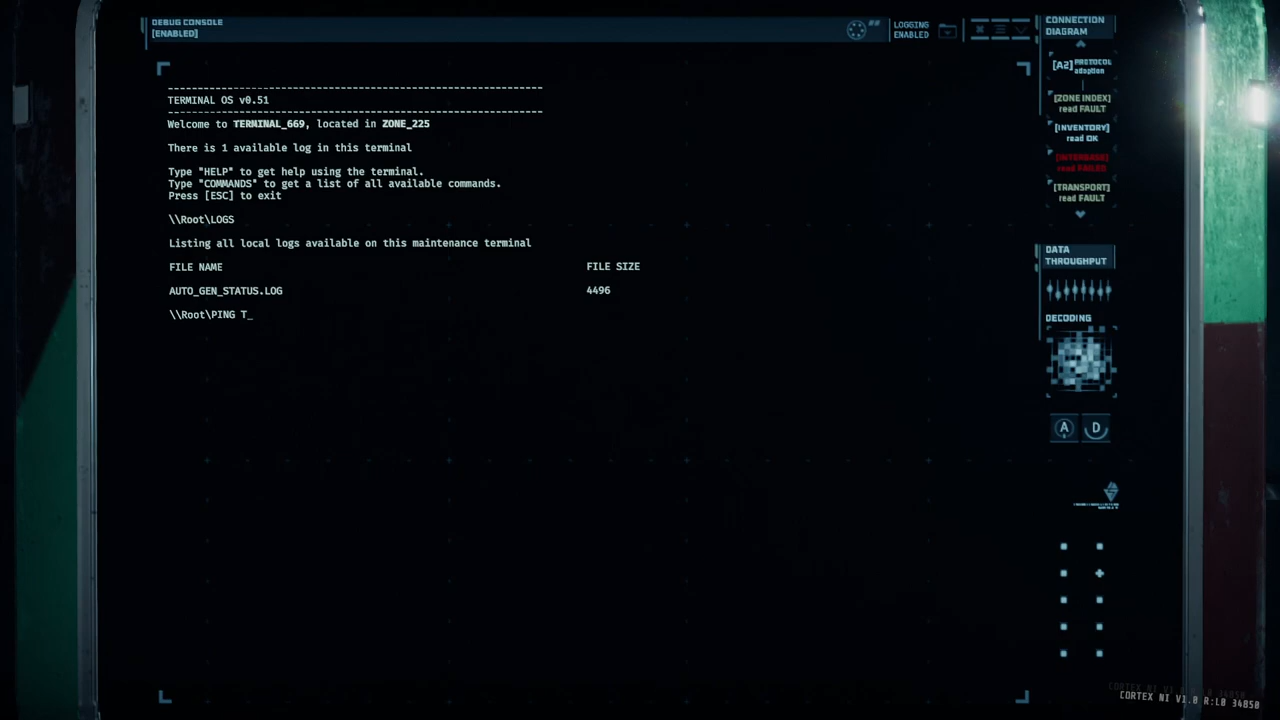 DEBUG CONSOLE
[ENABLED]
LOGGING
ENABLED
TERMINAL OS v0.51
Welcome to TERMINAL_669, located in ZONE_225
There is 1 available log in this terminal
Type "HELP" to get help using the terminal.
Type "COMMANDS" to get a list of all available commands.
Press [ESC] to exit
\\Root\LOGS
Listing all local logs available on this maintenance terminal
FILE NAME FILE SIZE
AUTO_GEN_STATUS.LOG 4496
\\Root\PING T_
CONNECTION
DIAGRAM
[A2] PROTOCOL
adaption
[ZONE INDEX]
read FAULT
[INVENTORY]
read OK
read FAILED
[TRANSPORT]
read FAULT
DATA
THROUGHPUT
DECODING
A D
CORTEX NI V1.0 R:L0 34850